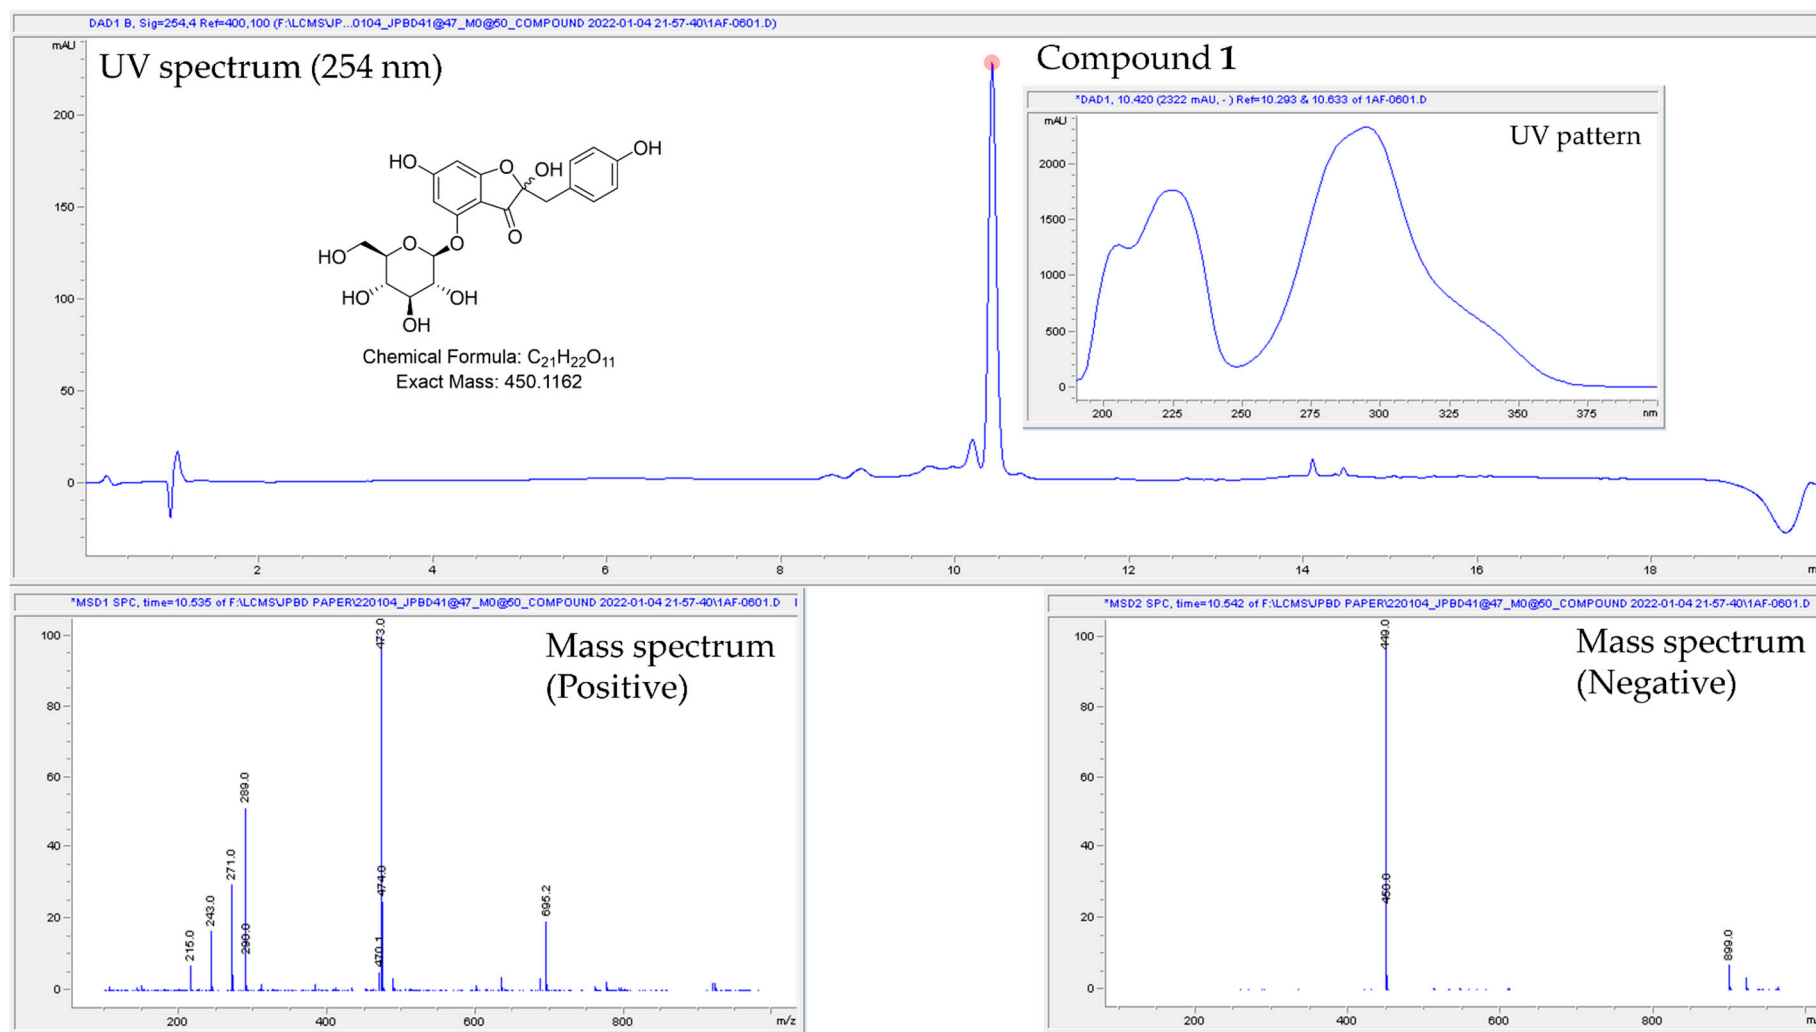 DAD1 B, Sig=254,4 Ref=400,100 (F:\LCMS\JP...0104_JPBD41@47_M0@50_COMPOUND 2022-01-04 21-57-40\1AF-0601.D)
mAU
UV spectrum (254 nm)
Compound 1
200
150
100
50
0
2 4 6 8 10 12 14 16 18 m
HO
O
OH
OH
O
O
O
HO
HO
OH
OH
Chemical Formula: C21H22O11
Exact Mass: 450.1162
*DAD1, 10.420 (2322 mAU, - ) Ref=10.293 & 10.633 of 1AF-0601.D
mAU
UV pattern
2000
1500
1000
500
0
200 225 250 275 300 325 350 375 nm
*MSD1 SPC, time=10.535 of F:\LCMS\JPBD PAPER\220104_JPBD41@47_M0@50_COMPOUND 2022-01-04 21-57-40\1AF-0601.D
Mass spectrum
(Positive)
100
80
60
40
20
0
215.0
243.0
271.0
289.0
290.0
470.1
473.0
474.0
695.2
200 400 600 800 m/z
*MSD2 SPC, time=10.542 of F:\LCMS\JPBD PAPER\220104_JPBD41@47_M0@50_COMPOUND 2022-01-04 21-57-40\1AF-0601.D
Mass spectrum
(Negative)
100
80
60
40
20
0
449.0
450.0
899.0
200 400 600 800 m